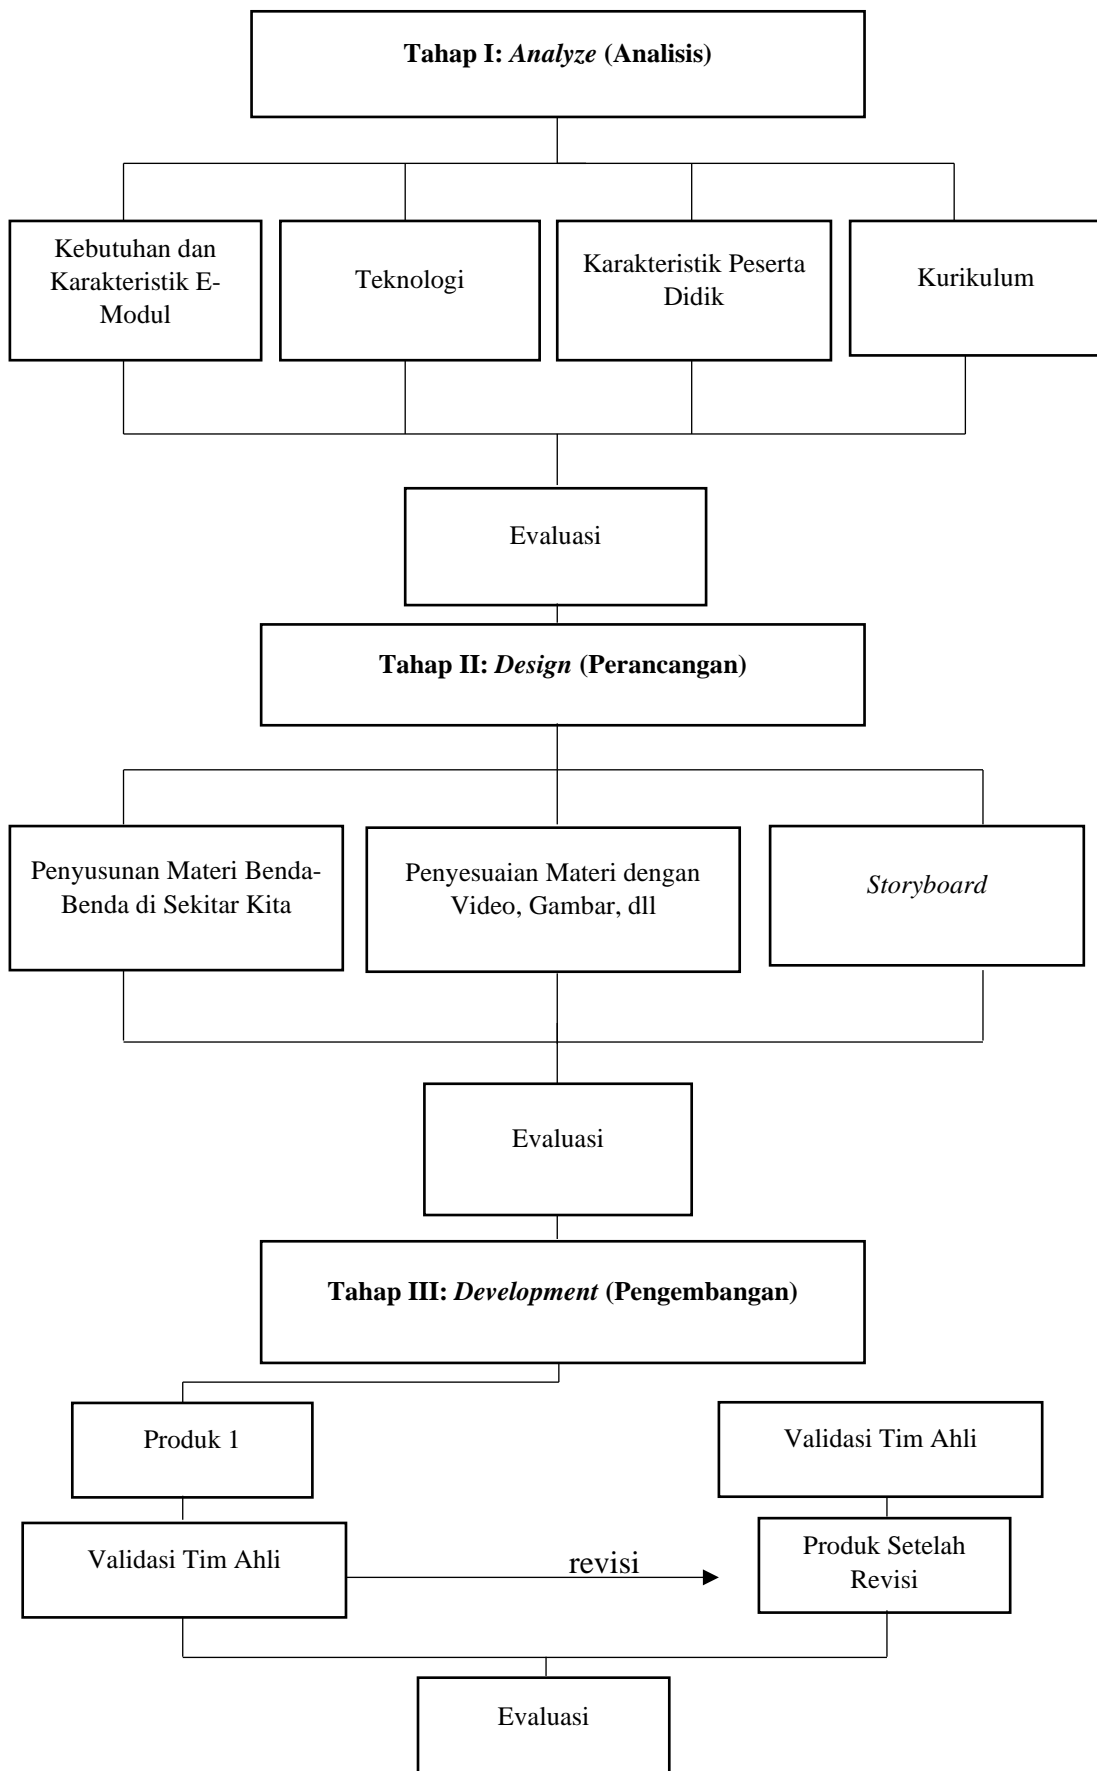 Tahap I: Analyze (Analisis)
Kebutuhan dan
Karakteristik E-
Modul
Teknologi
Karakteristik Peserta
Didik
Kurikulum
Evaluasi
Tahap II: Design (Perancangan)
Penyusunan Materi Benda-
Benda di Sekitar Kita
Penyesuaian Materi dengan
Video, Gambar, dll
Storyboard
Evaluasi
Tahap III: Development (Pengembangan)
Produk 1
Validasi Tim Ahli
Validasi Tim Ahli
revisi
Produk Setelah
Revisi
Evaluasi